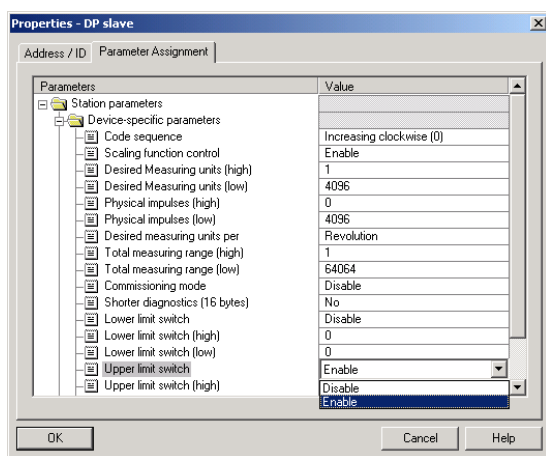 Properties - DP slave
Address / ID Parameter Assignment
Parameters Value
Station parameters
Device-specific parameters
Code sequence Increasing clockwise (0)
Scaling function control Enable
Desired Measuring units (high) 1
Desired Measuring units (low) 4096
Physical impulses (high) 0
Physical impulses (low) 4096
Desired measuring units per Revolution
Total measuring range (high) 1
Total measuring range (low) 64064
Commissioning mode Disable
Shorter diagnostics (16 bytes) No
Lower limit switch Disable
Lower limit switch (high) 0
Lower limit switch (low) 0
Upper limit switch Enable
Upper limit switch (high) Disable
Enable
OK Cancel Help